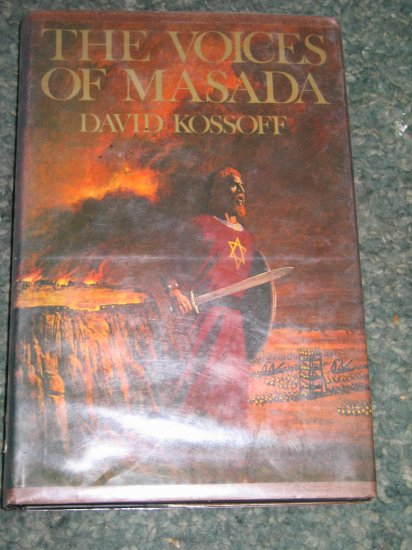 THE VOICES
OF MASADA
DAVID KOSSOFF